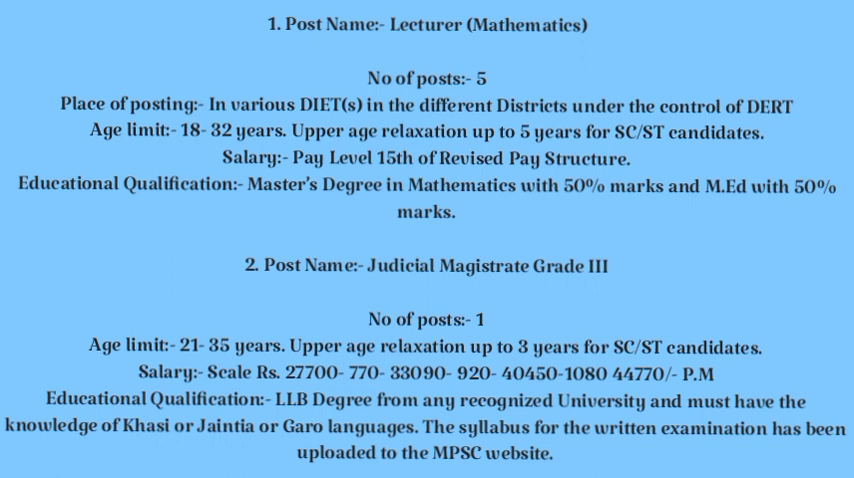 1. Post Name:- Lecturer (Mathematics)
No of posts:- 5
Place of posting:- In various DIET(s) in the different Districts under the control of DERT
Age limit:- 18- 32 years. Upper age relaxation up to 5 years for SC/ST candidates.
Salary:- Pay Level 15th of Revised Pay Structure.
Educational Qualification:- Master's Degree in Mathematics with 50% marks and M.Ed with 50%
marks.
2. Post Name:- Judicial Magistrate Grade III
No of posts:- 1
Age limit:- 21- 35 years. Upper age relaxation up to 3 years for SC/ST candidates.
Salary:- Scale Rs. 27700- 770- 33090- 920- 40450-1080 44770/- P.M
Educational Qualification:- LLB Degree from any recognized University and must have the
knowledge of Khasi or Jaintia or Garo languages. The syllabus for the written examination has been
uploaded to the MPSC website.